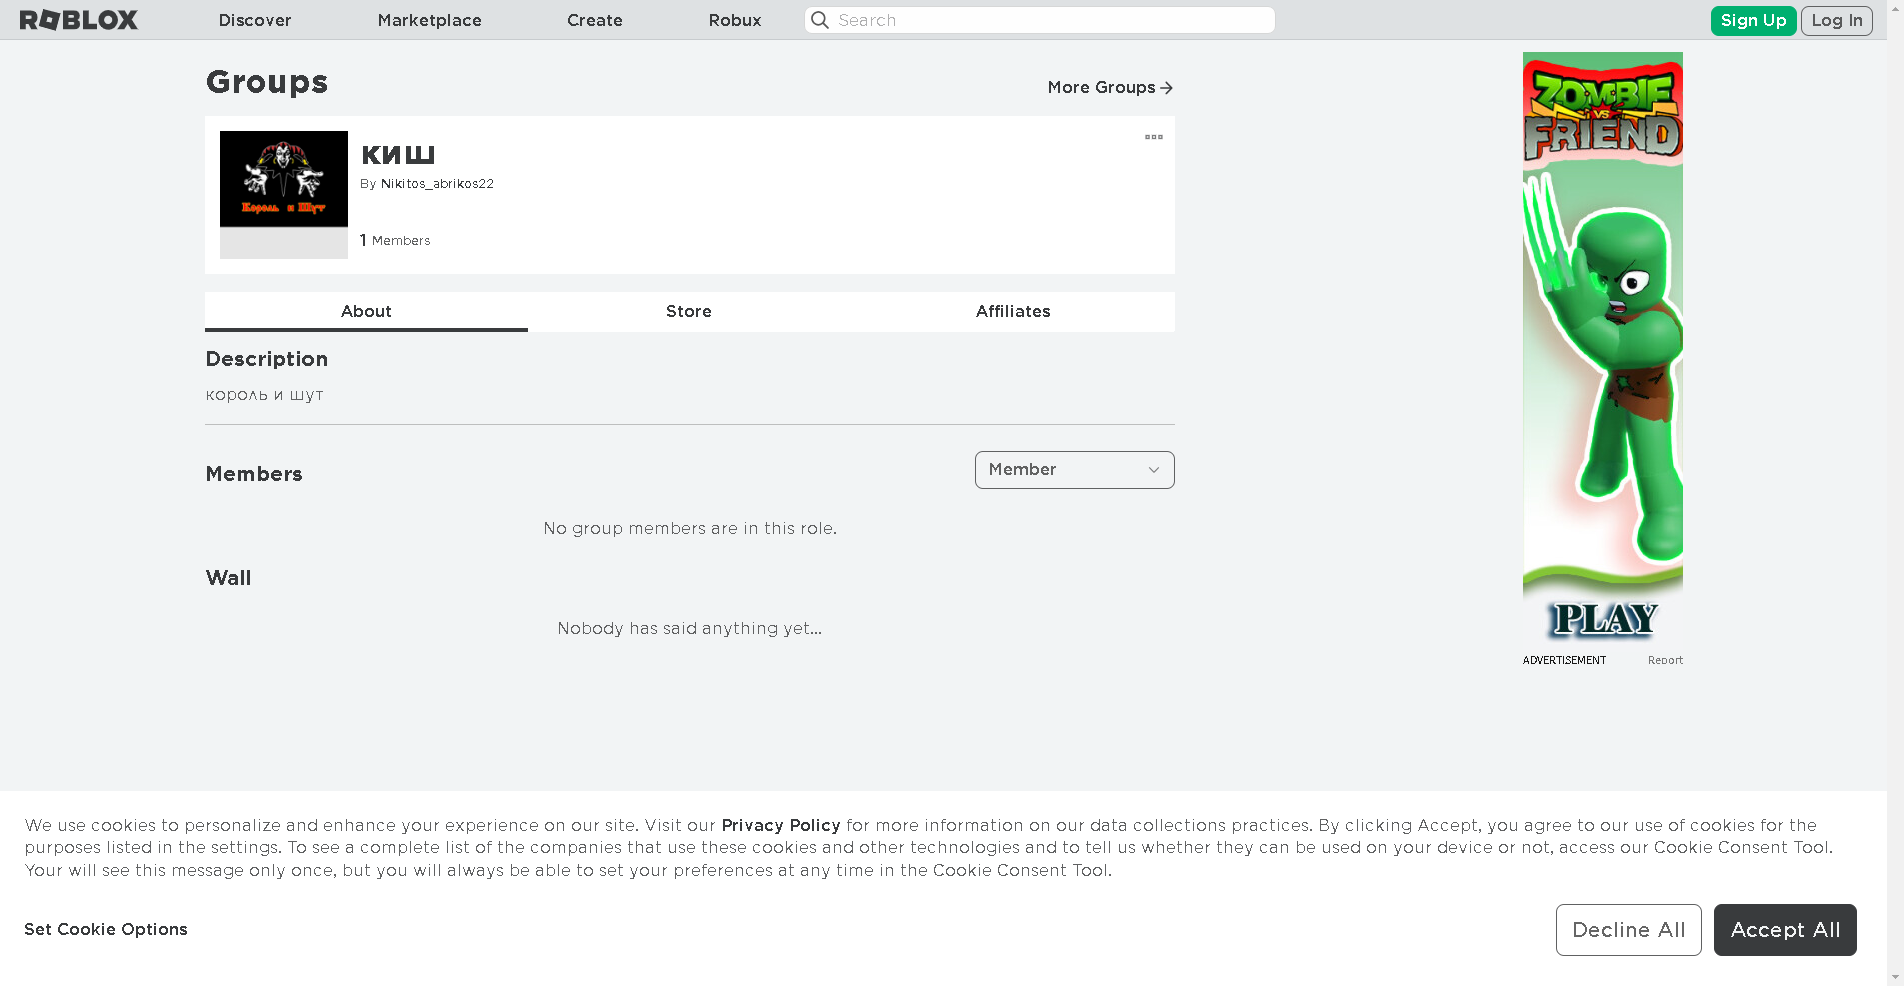 ROBLOX
Discover
Marketplace
Create
Robux
Search
Sign Up
Log In
Groups
More Groups
Король и Шут
киш
By Nikitos_abrikos22
1 Members
About
Store
Affiliates
Description
король и шут
Members
Member
No group members are in this role.
Wall
Nobody has said anything yet...
ZOMBIE
VS
FRIEND
PLAY
ADVERTISEMENT
Report
We use cookies to personalize and enhance your experience on our site. Visit our Privacy Policy for more information on our data collections practices. By clicking Accept, you agree to our use of cookies for the
purposes listed in the settings. To see a complete list of the companies that use these cookies and other technologies and to tell us whether they can be used on your device or not, access our Cookie Consent Tool.
Your will see this message only once, but you will always be able to set your preferences at any time in the Cookie Consent Tool.
Set Cookie Options
Decline All
Accept All